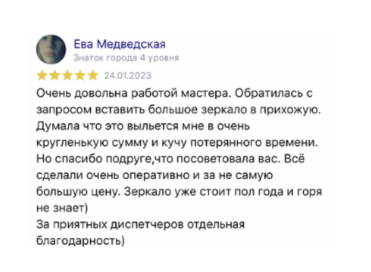 Ева Медведская
Знаток города 4 уровня
24.01.2023
Очень довольна работой мастера. Обратилась с
запросом вставить большое зеркало в прихожую.
Думала что это выльется мне в очень
кругленькую сумму и кучу потерянного времени.
Но спасибо подруге,что посоветовала вас. Всё
сделали очень оперативно и за не самую
большую цену. Зеркало уже стоит пол года и горя
не знает)
За приятных диспетчеров отдельная
благодарность)